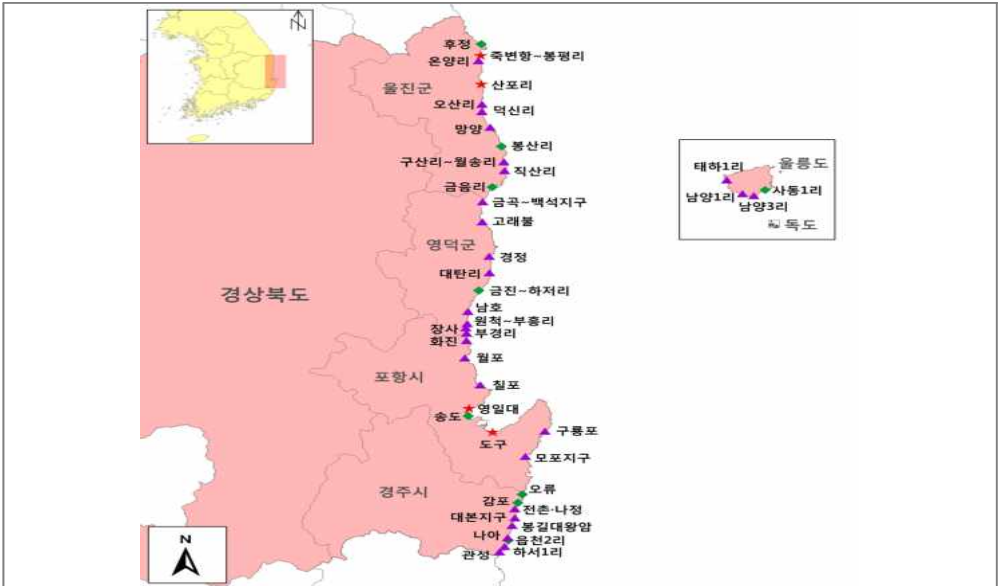 N
후정
죽변항~봉평리
온양리
산포리
울진군
오산리
덕신리
망양
봉산리
구산리~월송리
직산리
금음리
금곡~백석지구
고래불
영덕군
경정
대탄리
금진~하저리
경상북도
남호
원척~부흥리
장사
부경리
화진
월포
포항시
칠포
영일대
송도
도구
구룡포
모포지구
경주시
오류
감포
전촌·나정
대본지구
봉길대왕암
나아
읍천2리
관성
하서1리
태하1리
울릉도
사동1리
남양1리
남양3리
독도
N